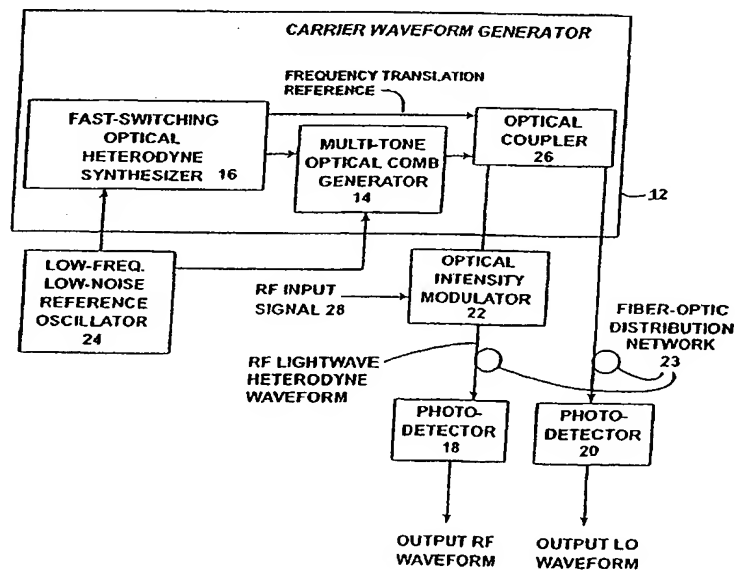 CARRIER WAVEFORM GENERATOR
FREQUENCY TRANSLATION
REFERENCE
FAST-SWITCHING
OPTICAL
HETERODYNE
SYNTHESIZER 16
MULTI-TONE
OPTICAL COMB
GENERATOR
14
OPTICAL
COUPLER
26
12
LOW-FREQ.
LOW-NOISE
REFERENCE
OSCILLATOR
24
RF INPUT
SIGNAL 28
OPTICAL
INTENSITY
MODULATOR
22
FIBER-OPTIC
DISTRIBUTION
NETWORK
23
RF LIGHTWAVE
HETERODYNE
WAVEFORM
PHOTO-
DETECTOR
18
PHOTO-
DETECTOR
20
OUTPUT RF
WAVEFORM
OUTPUT LO
WAVEFORM